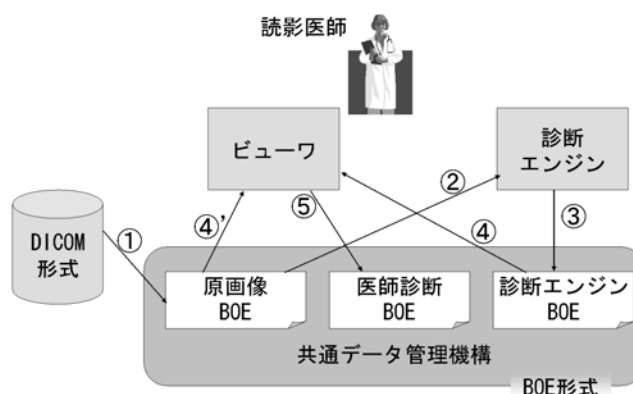 読影医師
ビューワ
診断
エンジン
②
④'
⑤
④
③
①
DICOM
形式
原画像
BOE
医師診断
BOE
診断エンジン
BOE
共通データ管理機構
BOE形式